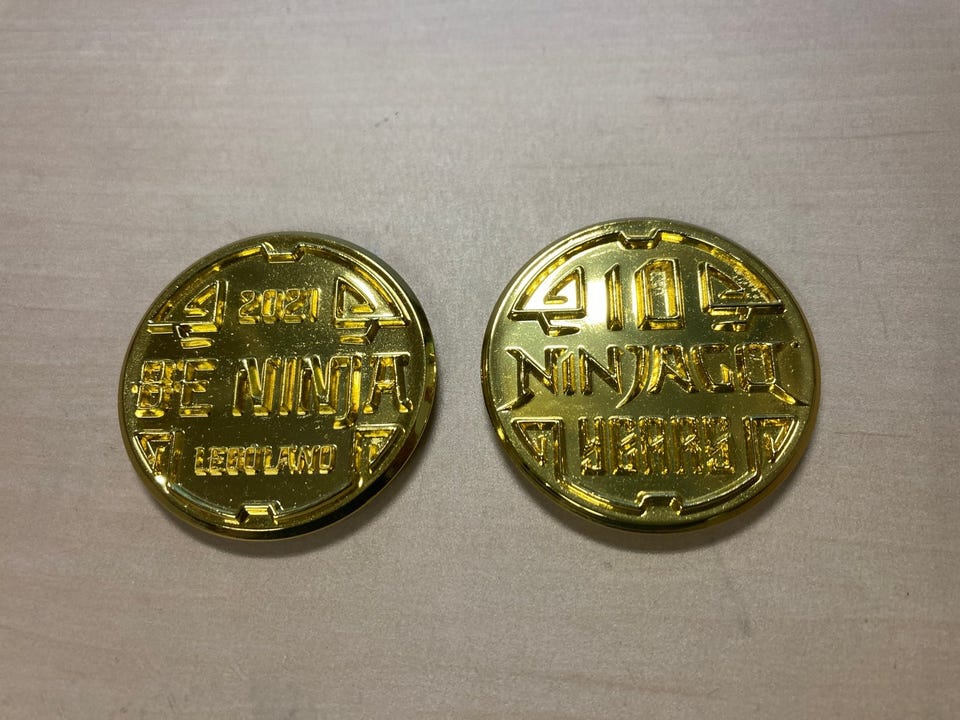 2021
BE NINJA
LEGOLAND
10
NINJAGO
YEARS